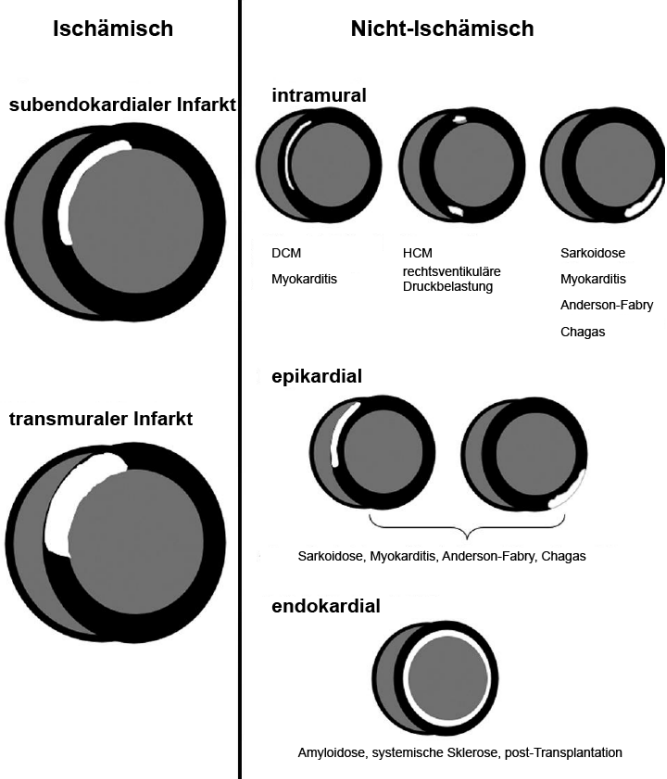 Ischämisch
subendokardialer Infarkt
transmuraler Infarkt
Nicht-Ischämisch
intramural
DCM
Myokarditis
HCM
rechtsventikuläre
Druckbelastung
Sarkoidose
Myokarditis
Anderson-Fabry
Chagas
epikardial
Sarkoidose, Myokarditis, Anderson-Fabry, Chagas
endokardial
Amyloidose, systemische Sklerose, post-Transplantation